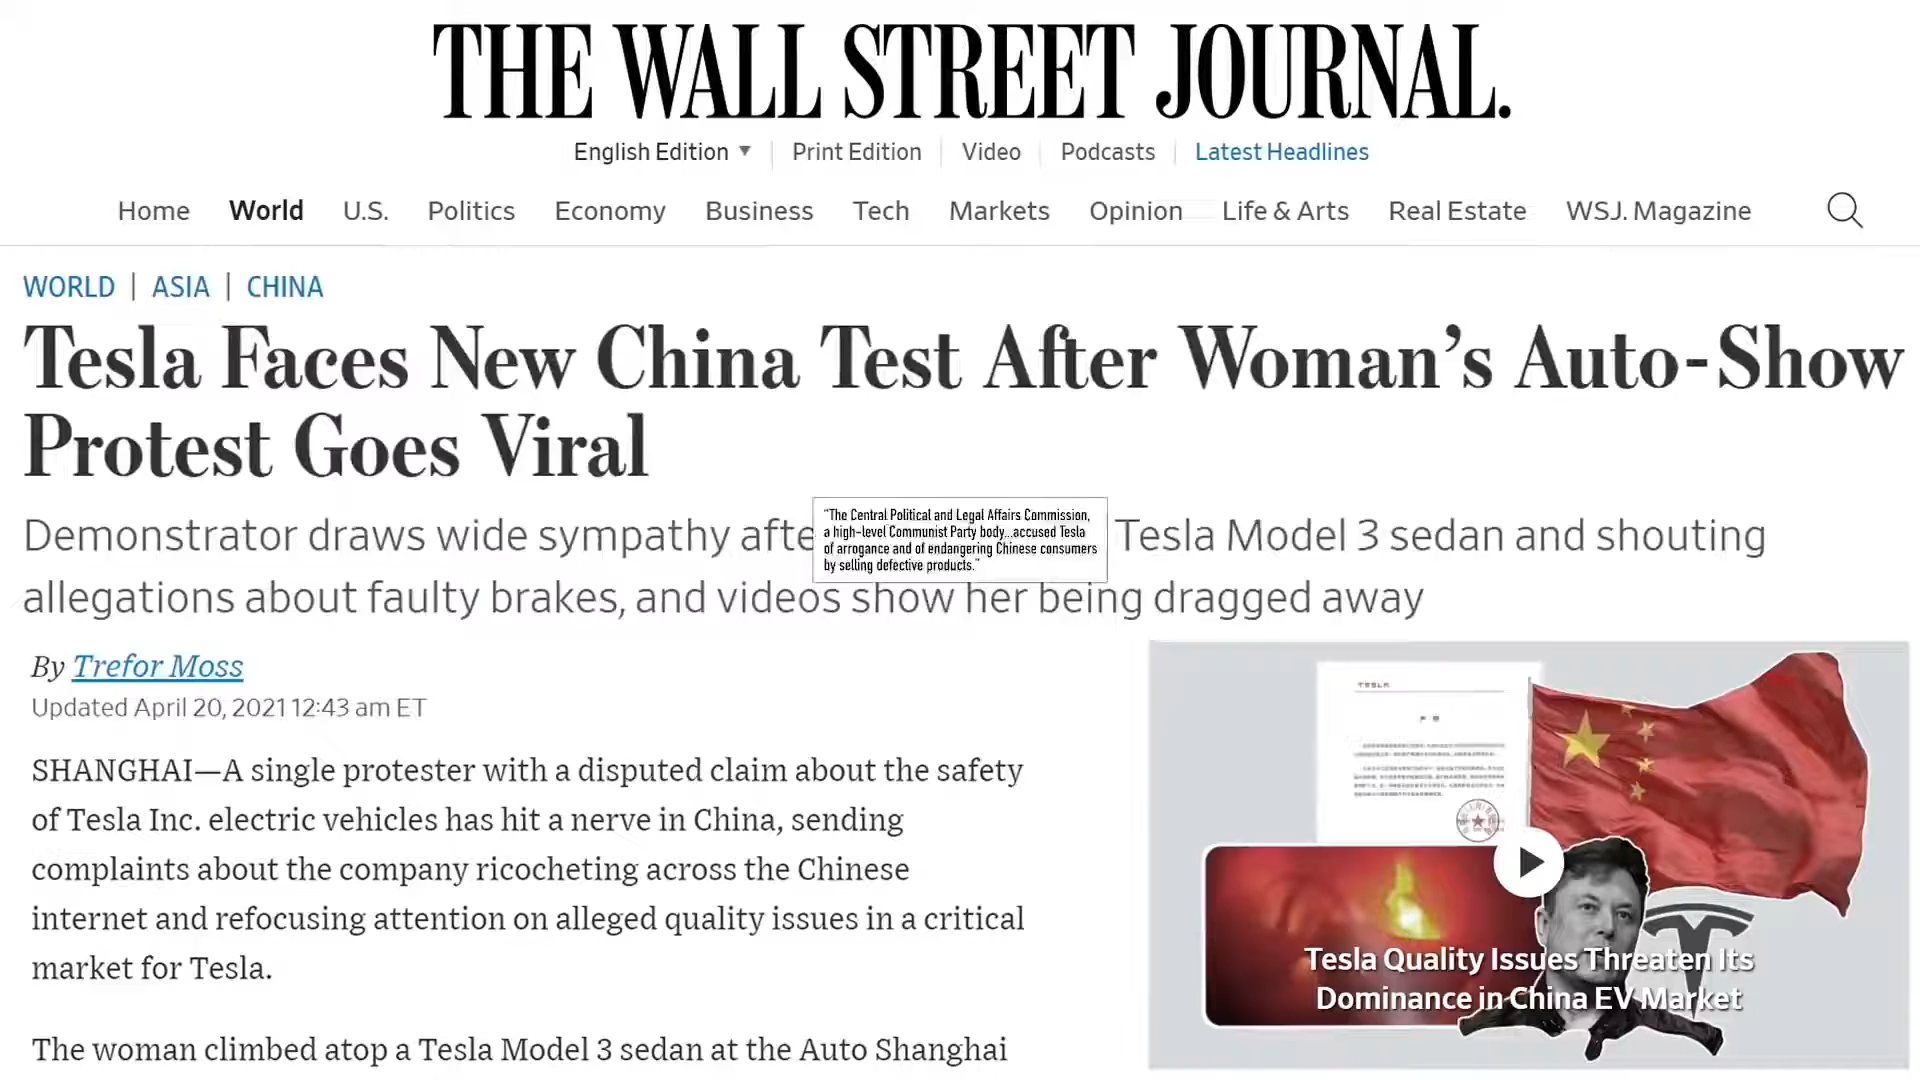 THE WALL STREET JOURNAL.
English Edition ▼ | Print Edition | Video | Podcasts | Latest Headlines
Home World U.S. Politics Economy Business Tech Markets Opinion Life & Arts Real Estate WSJ. Magazine
WORLD | ASIA | CHINA
Tesla Faces New China Test After Woman’s Auto-Show
Protest Goes Viral
Demonstrator draws wide sympathy afte Tesla Model 3 sedan and shouting
allegations about faulty brakes, and videos show her being dragged away
"The Central Political and Legal Affairs Commission,
a high-level Communist Party body...accused Tesla
of arrogance and of endangering Chinese consumers
by selling defective products."
By Trefor Moss
Updated April 20, 2021 12:43 am ET
SHANGHAI—A single protester with a disputed claim about the safety
of Tesla Inc. electric vehicles has hit a nerve in China, sending
complaints about the company ricocheting across the Chinese
internet and refocusing attention on alleged quality issues in a critical
market for Tesla.
The woman climbed atop a Tesla Model 3 sedan at the Auto Shanghai
TESLA
Tesla Quality Issues Threaten Its
Dominance in China EV Market